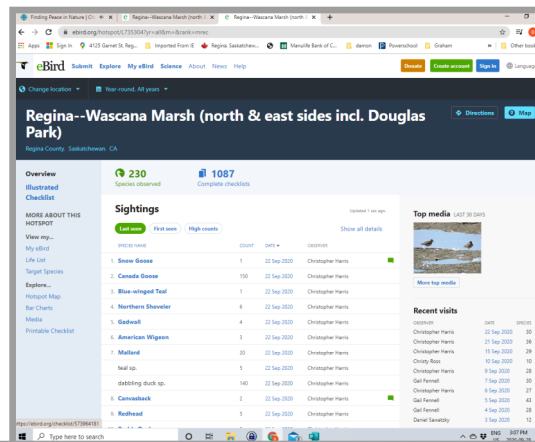 Finding Peace in Nature | Ch
Regina--Wascana Marsh (north &
Regina--Wascana Marsh (north &
ebird.org/hotspot/L7353047yr=all&m=&rank=mrec
Apps Sign In 4125 Garnet St, Reg... Imported From IE Regina, Saskatchew... Manulife Bank of C... damon Powerschool Graham Other book
eBird Submit Explore My eBird Science About News Help Donate Create account Sign in Language
Change location Year-round, All years
Regina--Wascana Marsh (north & east sides incl. Douglas Park)
Regina County, Saskatchewan, CA
Directions Map
Overview
Illustrated
Checklist
MORE ABOUT THIS
HOTSPOT
View my...
My eBird
Life List
Target Species
Explore...
Hotspot Map
Bar Charts
Media
Printable Checklist
230
Species observed
1087
Complete checklists
Sightings
Updated 1 sec ago.
Last seen First seen High counts Show all details
SPECIES NAME COUNT DATE OBSERVER
1. Snow Goose 1 22 Sep 2020 Christopher Harris
2. Canada Goose 150 22 Sep 2020 Christopher Harris
3. Blue-winged Teal 1 22 Sep 2020 Christopher Harris
4. Northern Shoveler 6 22 Sep 2020 Christopher Harris
5. Gadwall 4 22 Sep 2020 Christopher Harris
6. American Wigeon 3 22 Sep 2020 Christopher Harris
7. Mallard 20 22 Sep 2020 Christopher Harris
teal sp. 5 22 Sep 2020 Christopher Harris
dabbling duck sp. 140 22 Sep 2020 Christopher Harris
8. Canvasback 2 22 Sep 2020 Christopher Harris
9. Redhead 5 22 Sep 2020 Christopher Harris
Top media LAST 30 DAYS
More top media
Recent visits
OBSERVER DATE SPECIES
Christopher Harris 22 Sep 2020 30
Christopher Harris 21 Sep 2020 36
Christopher Harris 15 Sep 2020 29
Christy Ross 10 Sep 2020 10
Christopher Harris 9 Sep 2020 28
Gail Fennell 7 Sep 2020 30
Christopher Harris 6 Sep 2020 27
Gail Fennell 5 Sep 2020 43
Gail Fennell 4 Sep 2020 28
Daniel Sawatzky 3 Sep 2020 12
https://ebird.org/checklist/S73964181
Type here to search
ENG 3:07 PM